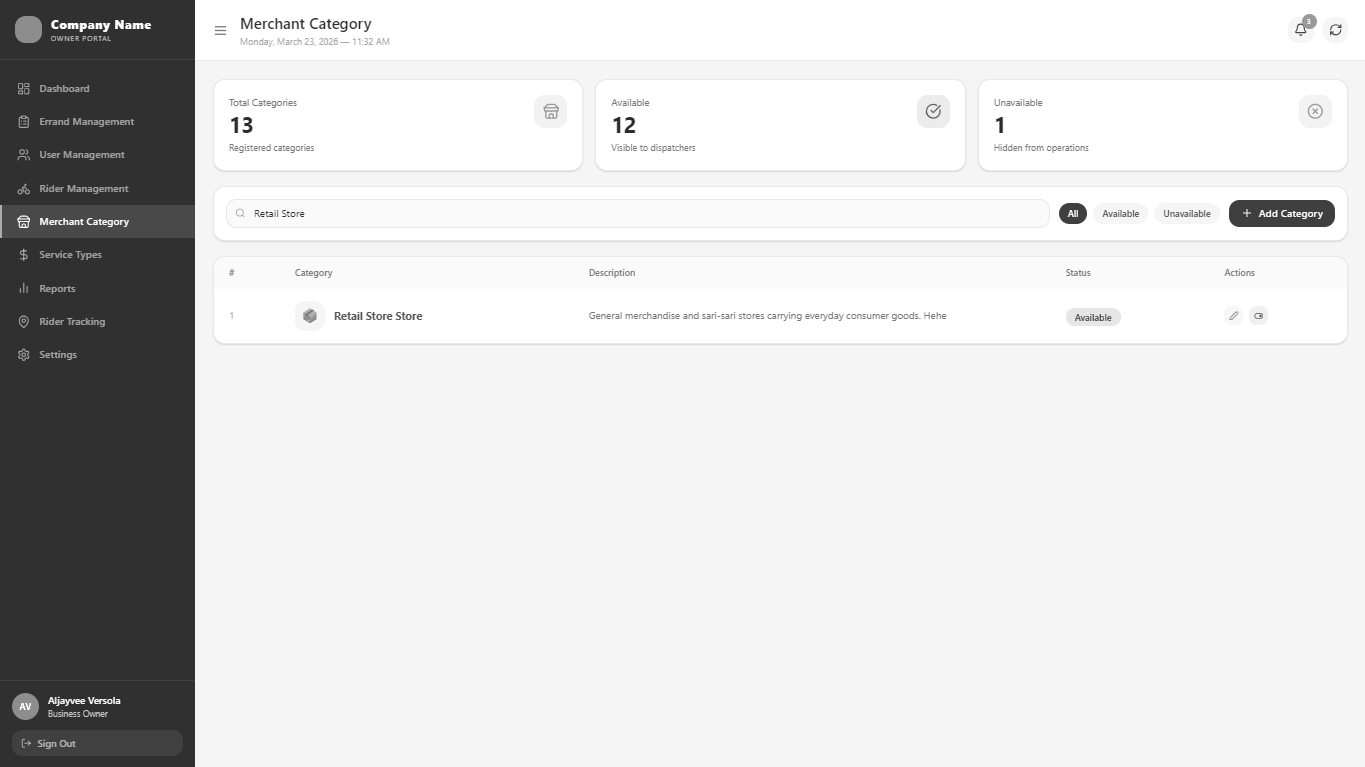 Company Name
OWNER PORTAL
Dashboard
Errand Management
User Management
Rider Management
Merchant Category
Service Types
Reports
Rider Tracking
Settings
AV
Aljayvee Versola
Business Owner
Sign Out
Merchant Category
Monday, March 23, 2026 — 11:32 AM
3
Total Categories
13
Registered categories
Available
12
Visible to dispatchers
Unavailable
1
Hidden from operations
Retail Store
All Available Unavailable + Add Category
# Category Description Status Actions
1 Retail Store Store General merchandise and sari-sari stores carrying everyday consumer goods. Hehe Available